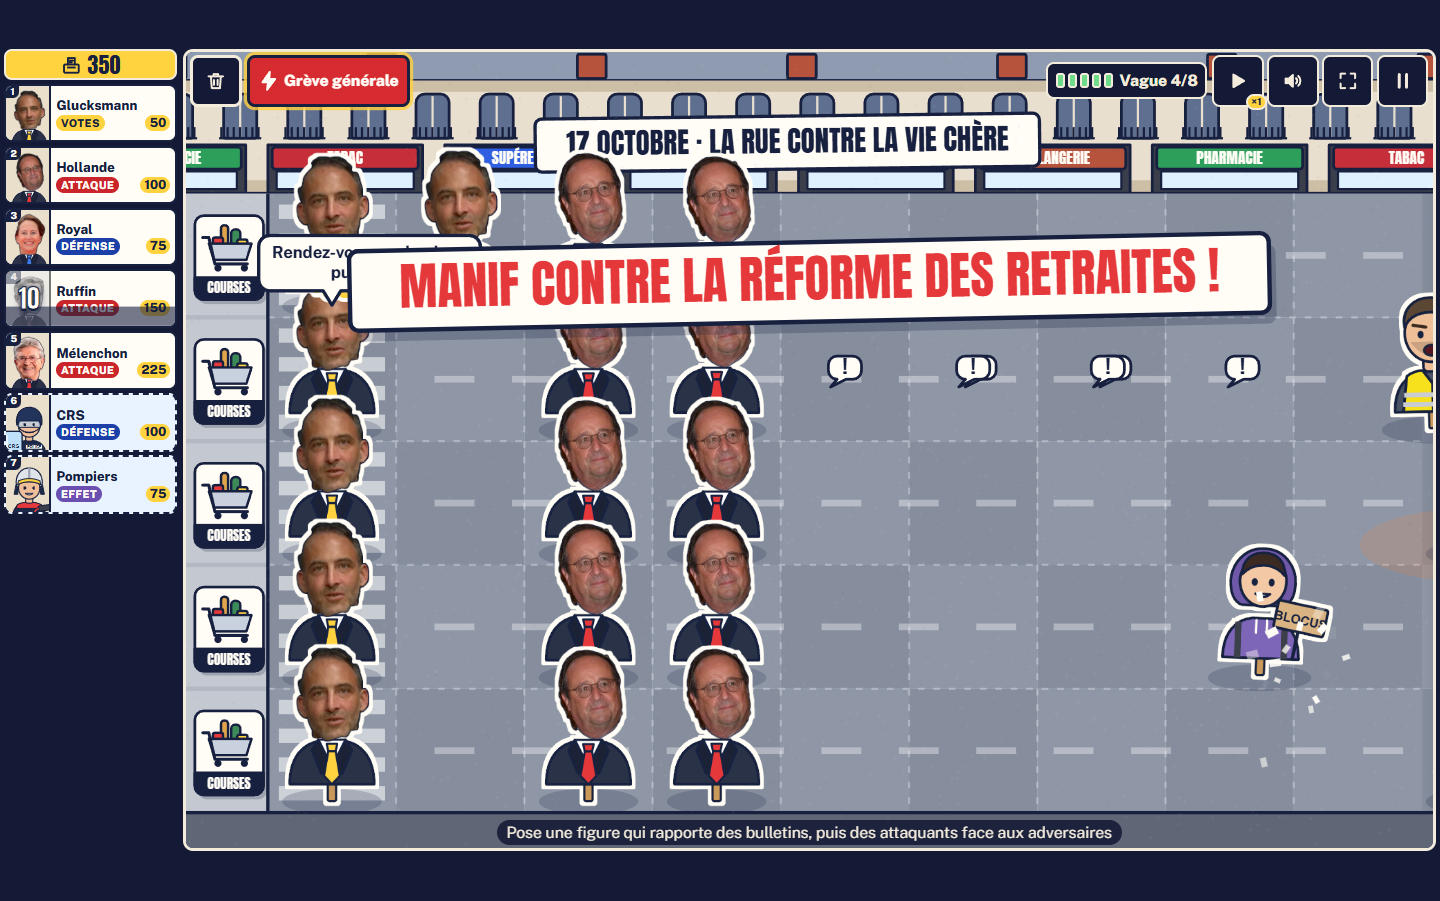 350
1
Glucksmann
VOTES 50
2
Hollande
ATTAQUE 100
3
Royal
DÉFENSE 75
4
10
Ruffin
ATTAQUE 150
5
Mélenchon
ATTAQUE 225
6
CRS
DÉFENSE 100
CRS
7
Pompiers
EFFET 75
Grève générale
Vague 4/8
×1
17 OCTOBRE · LA RUE CONTRE LA VIE CHÈRE
PHARMACIE
TABAC
MANIF CONTRE LA RÉFORME DES RETRAITES !
COURSES
COURSES
COURSES
COURSES
COURSES
!
!
!
!
BLOCUS
Pose une figure qui rapporte des bulletins, puis des attaquants face aux adversaires